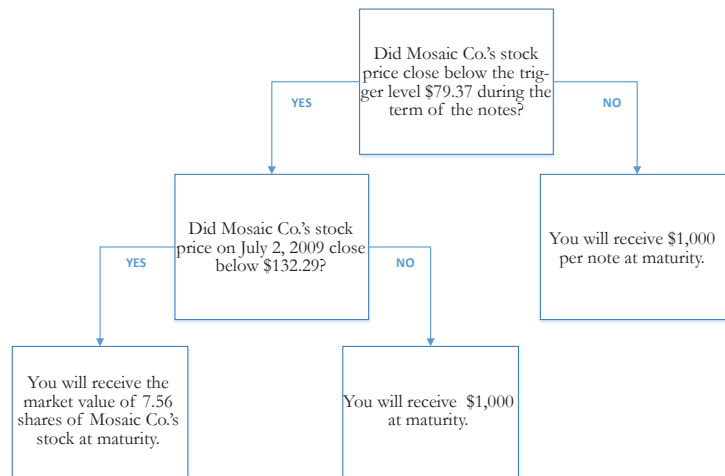 Did Mosaic Co.'s stock
price close below the trig-
ger level $79.37 during the
term of the notes?
YES
NO
Did Mosaic Co.'s stock
price on July 2, 2009 close
below $132.29?
You will receive $1,000
per note at maturity.
YES
NO
You will receive the
market value of 7.56
shares of Mosaic Co.'s
stock at maturity.
You will receive  $1,000
at maturity.